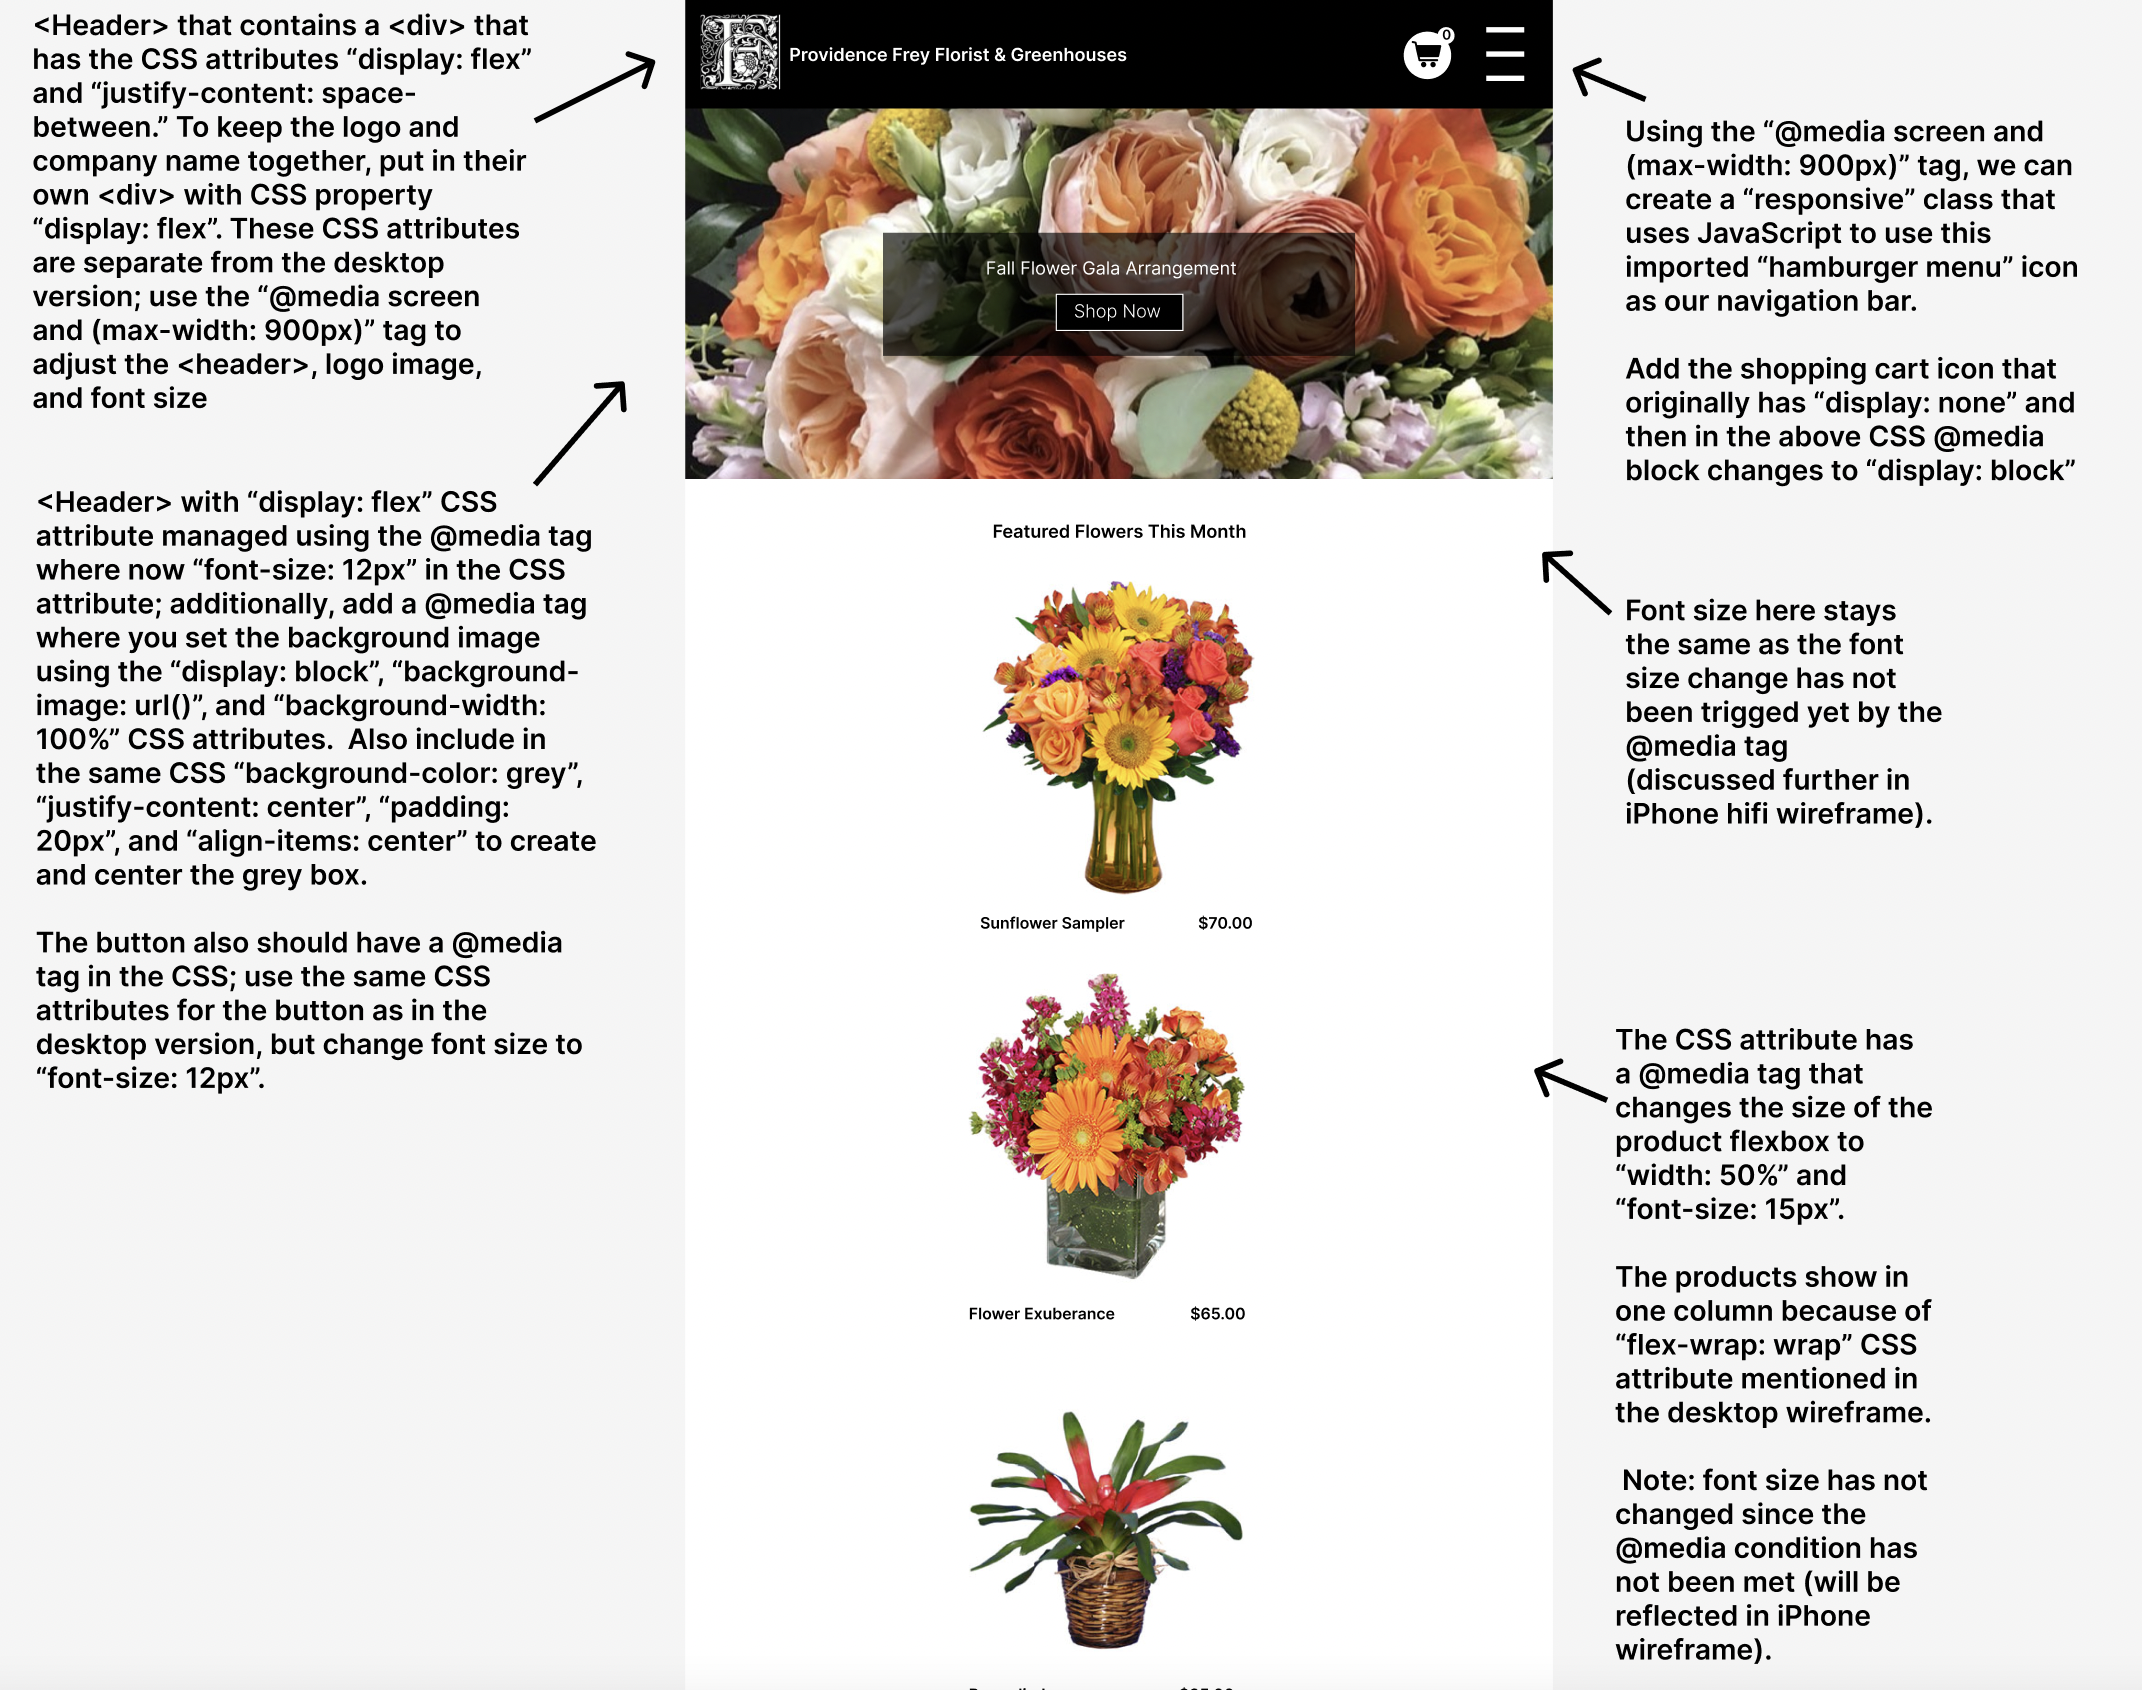 <Header> that contains a <div> that
has the CSS attributes “display: flex”
and “justify-content: space-
between.” To keep the logo and
company name together, put in their
own <div> with CSS property
“display: flex”. These CSS attributes
are separate from the desktop
version; use the “@media screen
and (max-width: 900px)” tag to
adjust the <header>, logo image,
and font size
<Header> with “display: flex” CSS
attribute managed using the @media tag
where now “font-size: 12px” in the CSS
attribute; additionally, add a @media tag
where you set the background image
using the “display: block”, “background-
image: url()”, and “background-width:
100%” CSS attributes.  Also include in
the same CSS “background-color: grey”,
“justify-content: center”, “padding:
20px”, and “align-items: center” to create
and center the grey box.
The button also should have a @media
tag in the CSS; use the same CSS
attributes for the button as in the
desktop version, but change font size to
“font-size: 12px”.
F
Providence Frey Florist & Greenhouses
0
Fall Flower Gala Arrangement
Shop Now
Featured Flowers This Month
Sunflower Sampler $70.00
Flower Exuberance $65.00
Using the “@media screen and
(max-width: 900px)” tag, we can
create a “responsive” class that
uses JavaScript to use this
imported “hamburger menu” icon
as our navigation bar.
Add the shopping cart icon that
originally has “display: none” and
then in the above CSS @media
block changes to “display: block”
Font size here stays
the same as the font
size change has not
been trigged yet by the
@media tag
(discussed further in
iPhone hifi wireframe).
The CSS attribute has
a @media tag that
changes the size of the
product flexbox to
“width: 50%” and
“font-size: 15px”.
The products show in
one column because of
“flex-wrap: wrap” CSS
attribute mentioned in
the desktop wireframe.
Note: font size has not
changed since the
@media condition has
not been met (will be
reflected in iPhone
wireframe).